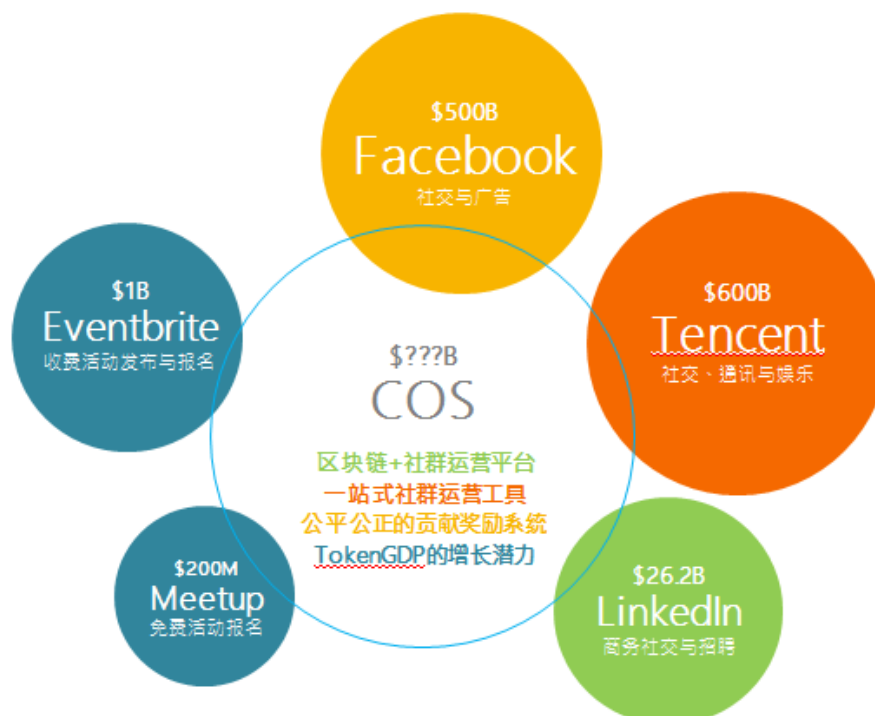 $500B
Facebook
社交与广告
$1B
Eventbrite
收费活动发布与报名
$600B
Tencent
社交、通讯与娱乐
$???B
COS
区块链+社群运营平台
一站式社群运营工具
公平公正的贡献奖励系统
TokenGDP的增长潜力
$200M
Meetup
免费活动报名
$26.2B
LinkedIn
商务社交与招聘